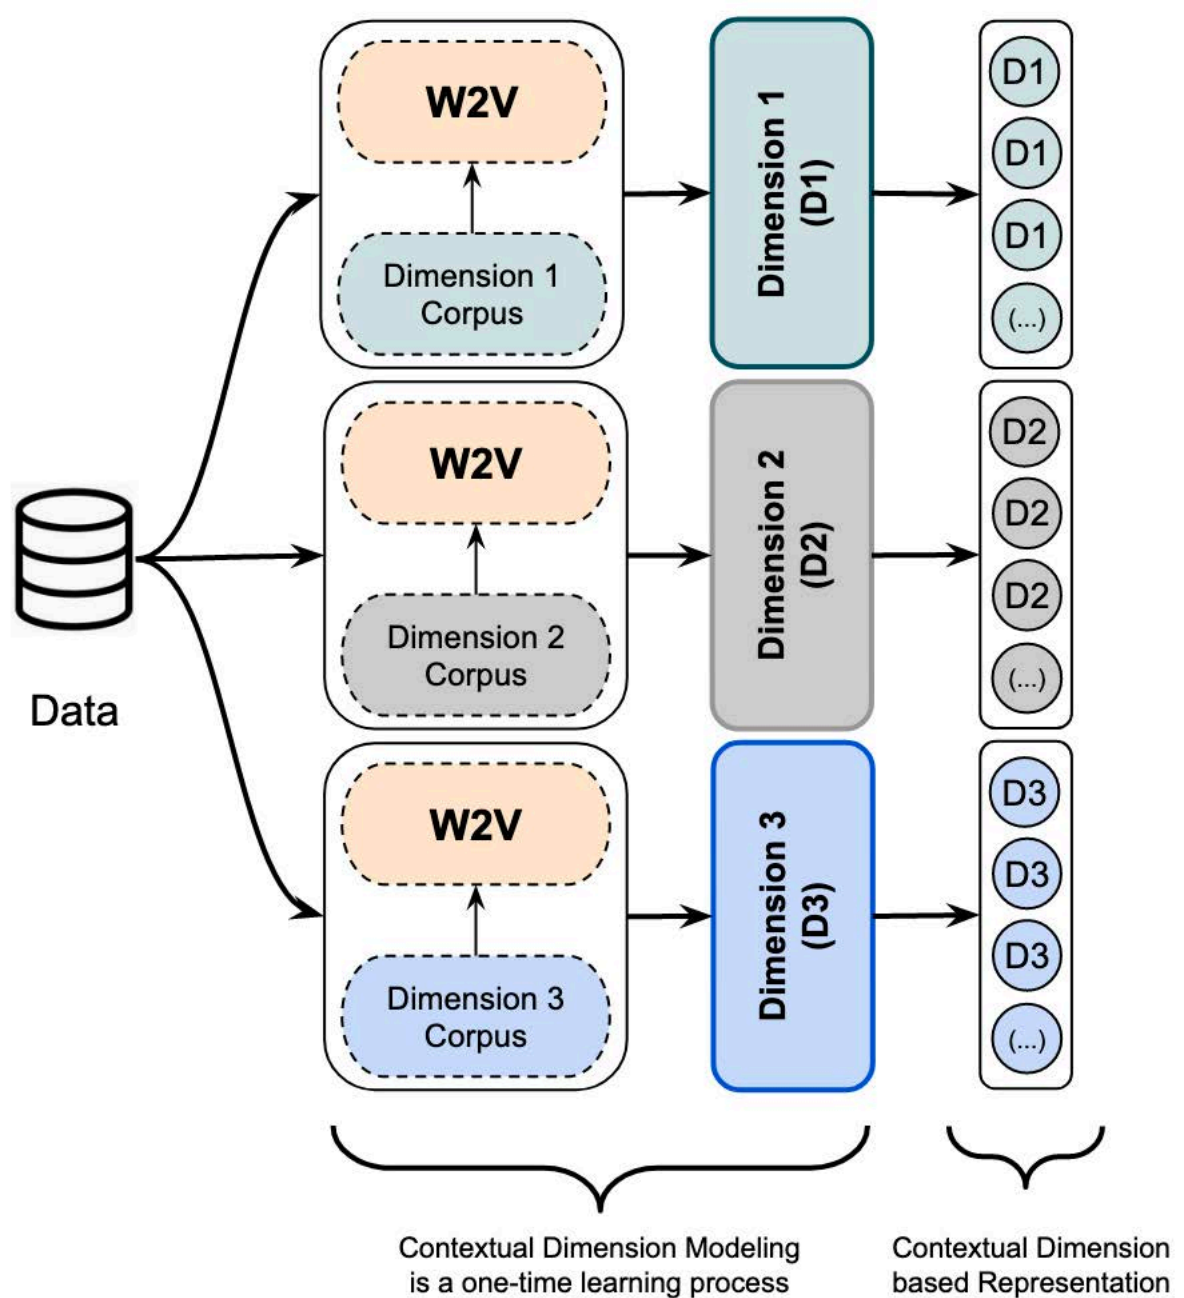 W2V
Dimension 1
Corpus
Dimension 1
(D1)
D1
D1
D1
(...)
W2V
Dimension 2
Corpus
Dimension 2
(D2)
D2
D2
D2
(...)
Data
W2V
Dimension 3
Corpus
Dimension 3
(D3)
D3
D3
D3
(...)
Contextual Dimension Modeling
is a one-time learning process
Contextual Dimension
based Representation